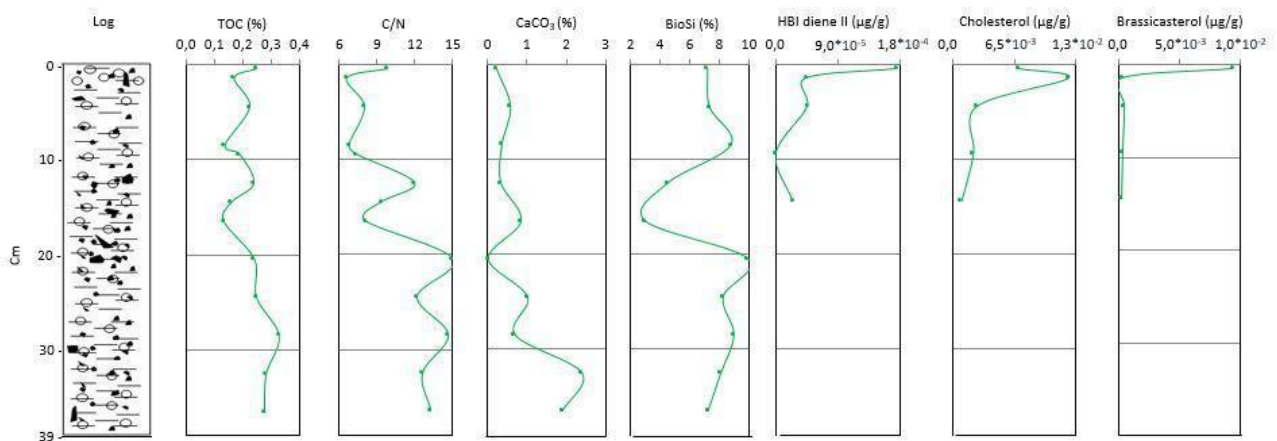 Log TOC (%) C/N CaCO₃ (%) BioSi (%) HBI diene II (µg/g) Cholesterol (µg/g) Brassicasterol (µg/g)
0,0 0,1 0,2 0,3 0,4 6 9 12 15 0 1 2 3 2 4 6 8 10 0,0 9,0*10⁻⁵ 1,8*10⁻⁴ 0,0 6,5*10⁻³ 1,3*10⁻² 0,0 5,0*10⁻³ 1,0*10⁻²
0
10
20
Cm
30
39